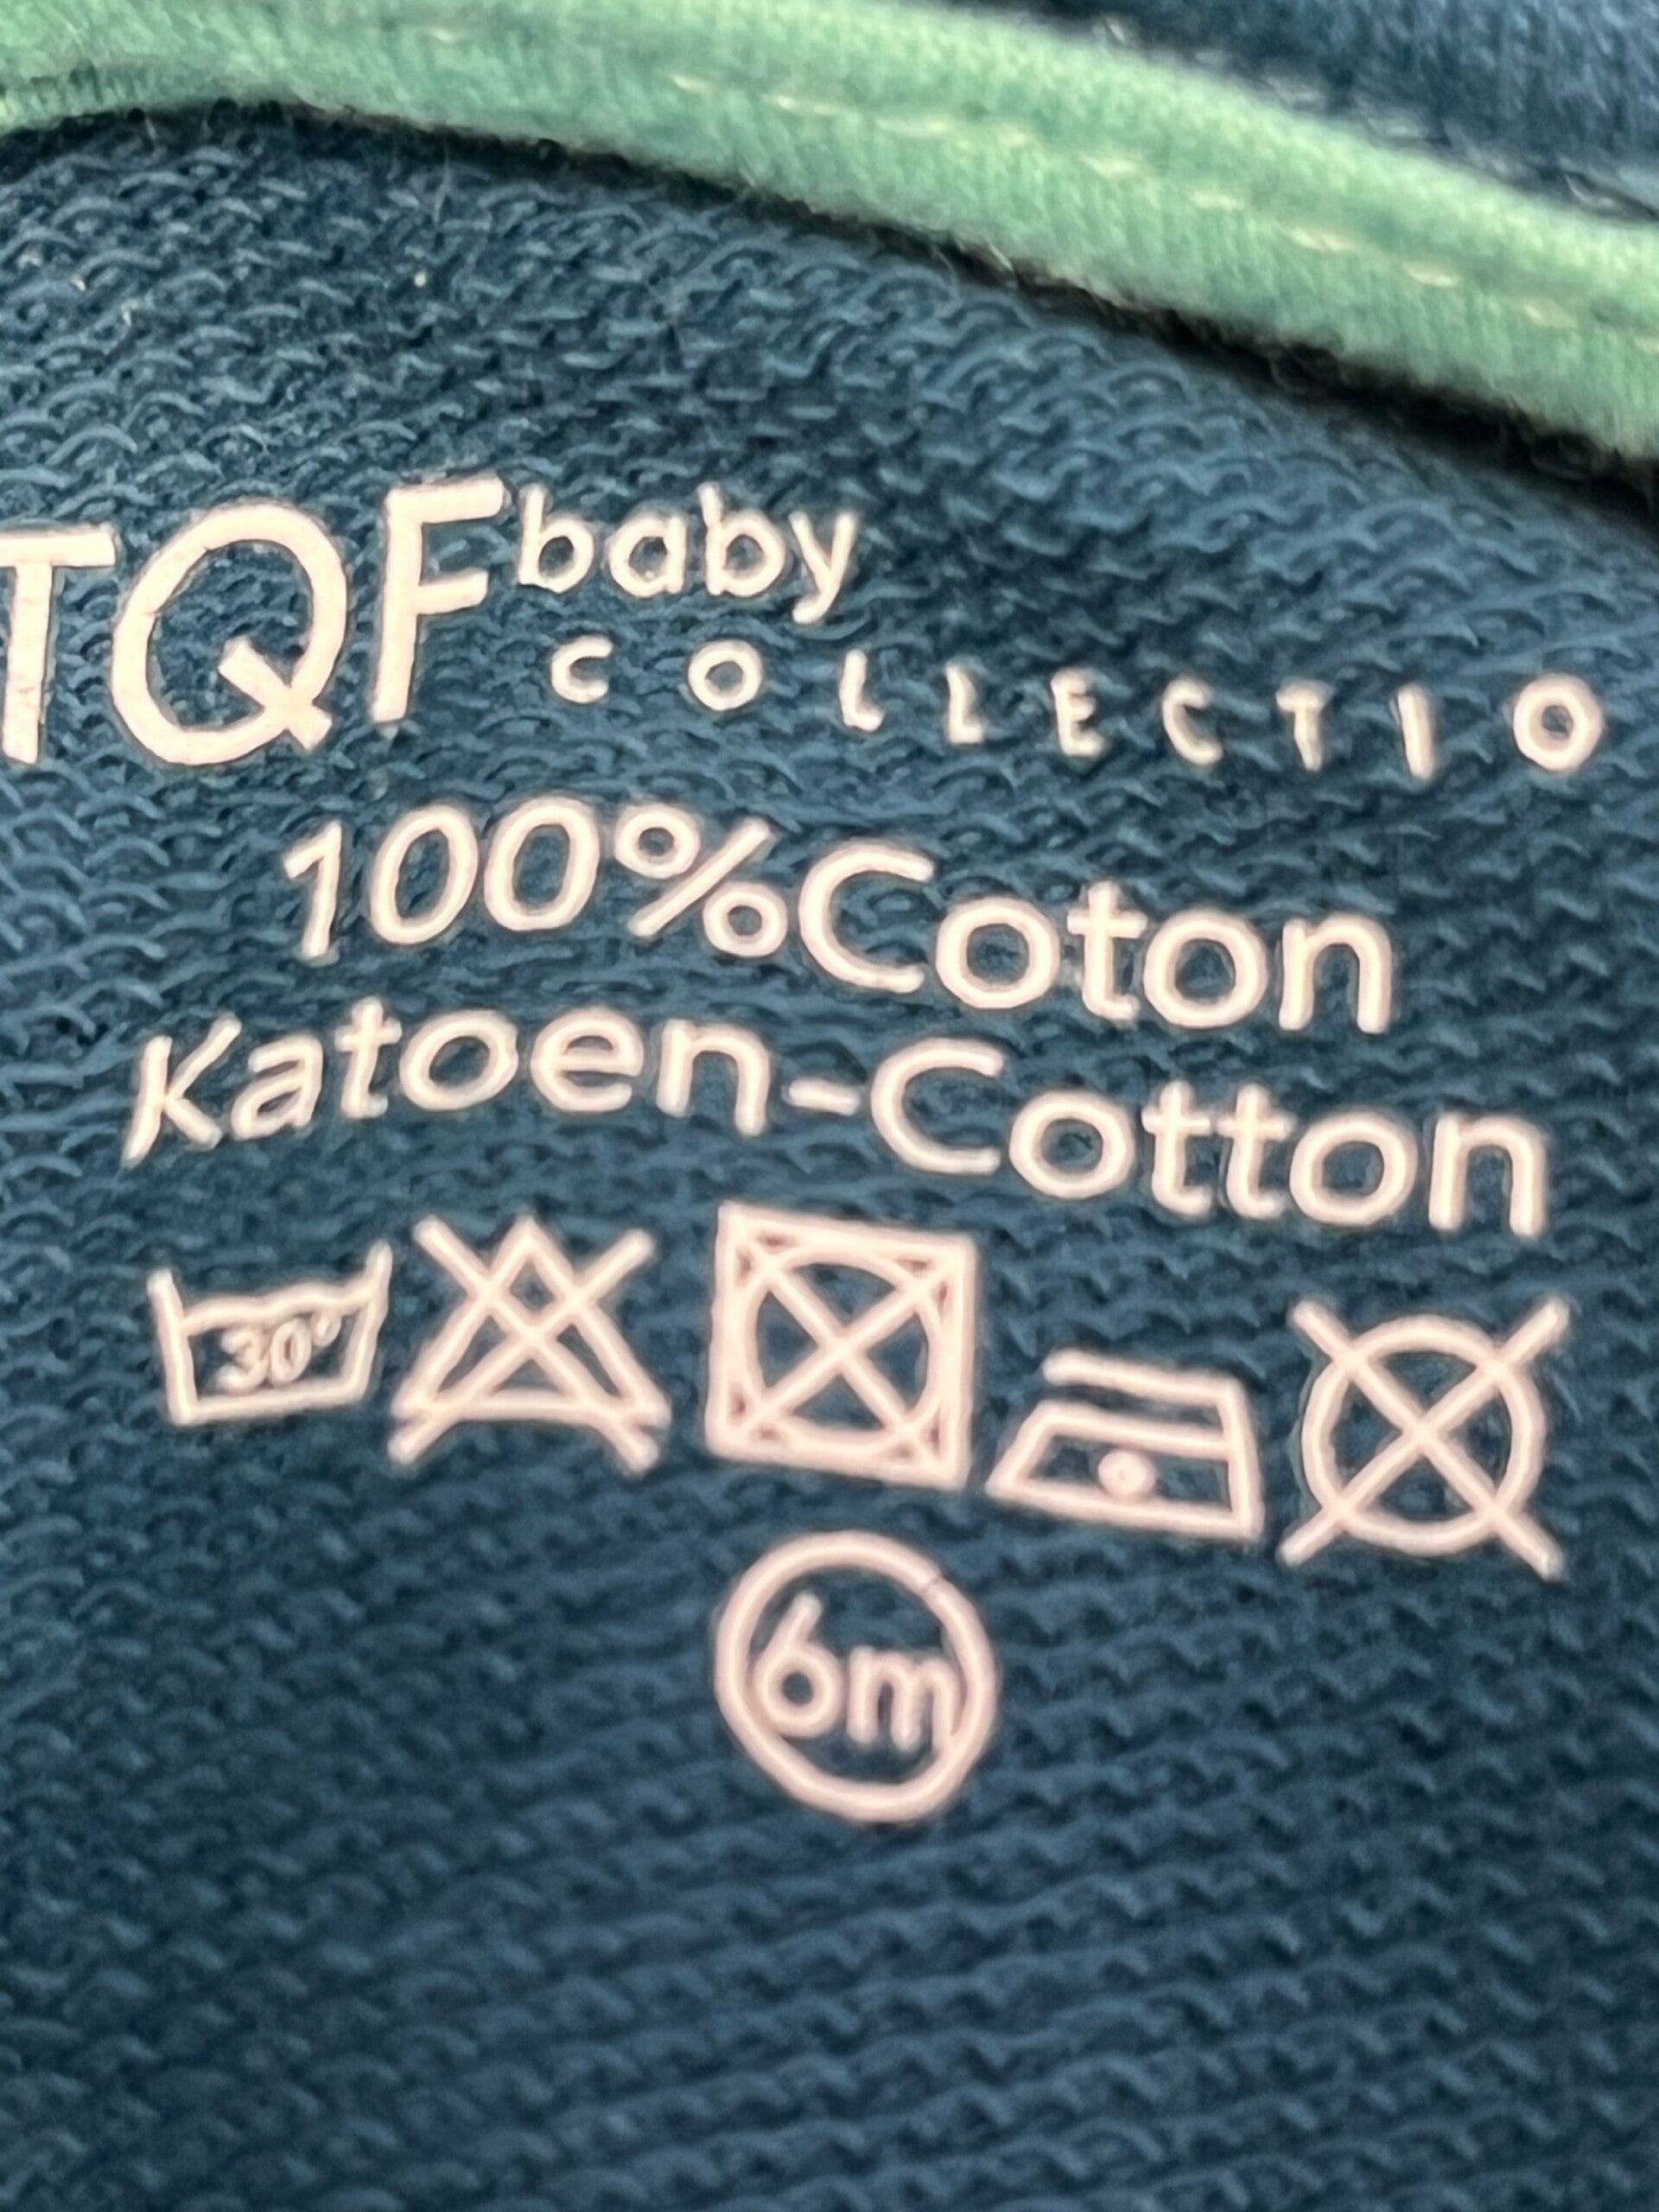 TQF baby
COLLECTIO
100%Coton
Katoen-Cotton
30°
6m